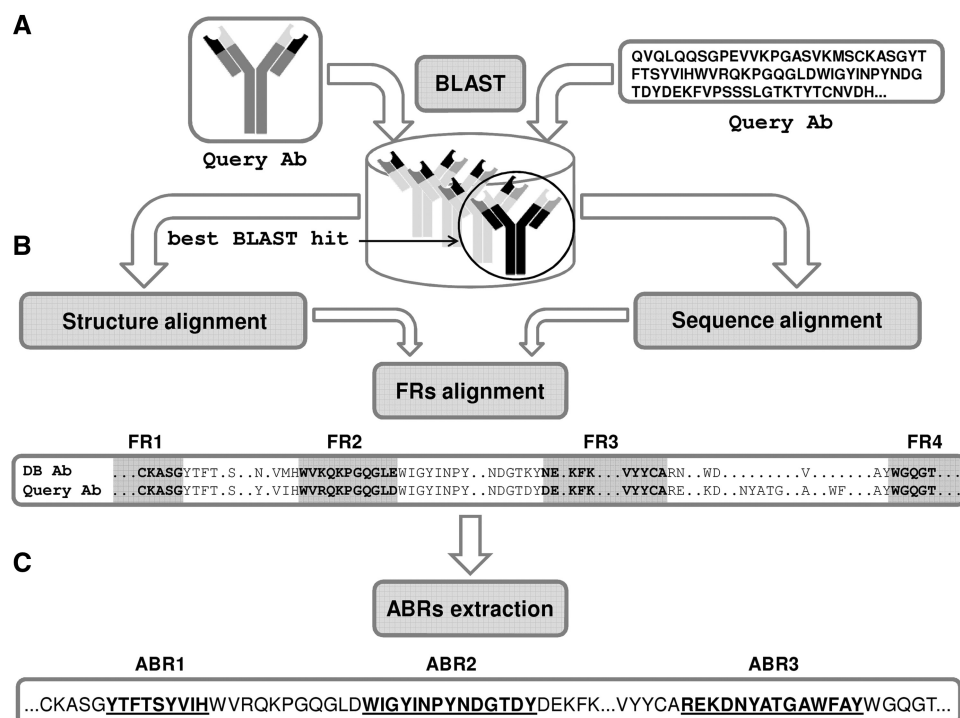 A
BLAST
QVQLQQSGPEVVKPGASVKMSCKASGYT
FTSYVIHWVRQKPGQGLDWIGYINPYNDG
TDYDEKFVPSSSLGTKTYTCNVDH...
Query Ab
Query Ab
best BLAST hit
B
Structure alignment
Sequence alignment
FRs alignment
FR1 FR2 FR3 FR4
DB Ab ...CKASGYTFT.S..N.VMHWVKQKPGQGLEWIGYINPY..NDGTKYNE.KFK...VYYCARN..WD.........V.......AYWGQGT...
Query Ab ...CKASGYTFT.S..Y.VIHWVRQKPGQGLDWIGYINPY..NDGTDYDE.KFK...VYYCARE..KD..NYATG..A..WF...AYWGQGT...
C
ABRs extraction
ABR1 ABR2 ABR3
...CKASGYTFTSYVIHWVRQKPGQGLDWIGYINPYNDGTDYDEKFK...VYYCAREKDNYATGAWFAYWGQGT...